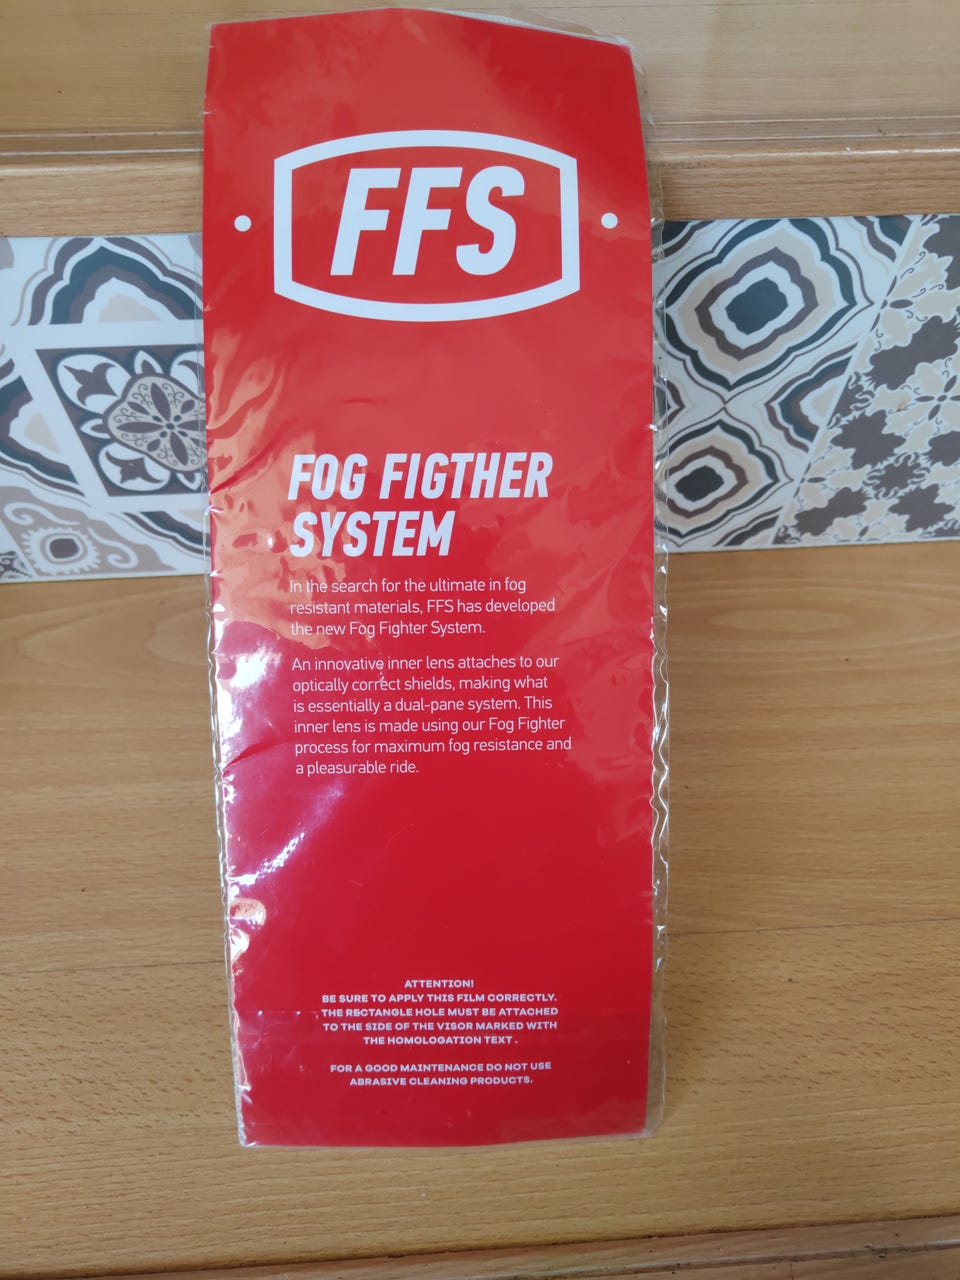 FFS
FOG FIGTHER
SYSTEM
In the search for the ultimate in fog
resistant materials, FFS has developed
the new Fog Fighter System.
An innovative inner lens attaches to our
optically correct shields, making what
is essentially a dual-pane system. This
inner lens is made using our Fog Fighter
process for maximum fog resistance and
a pleasurable ride.
ATTENTION!
BE SURE TO APPLY THIS FILM CORRECTLY.
THE RECTANGLE HOLE MUST BE ATTACHED
TO THE SIDE OF THE VISOR MARKED WITH
THE HOMOLOGATION TEXT .
FOR A GOOD MAINTENANCE DO NOT USE
ABRASIVE CLEANING PRODUCTS.